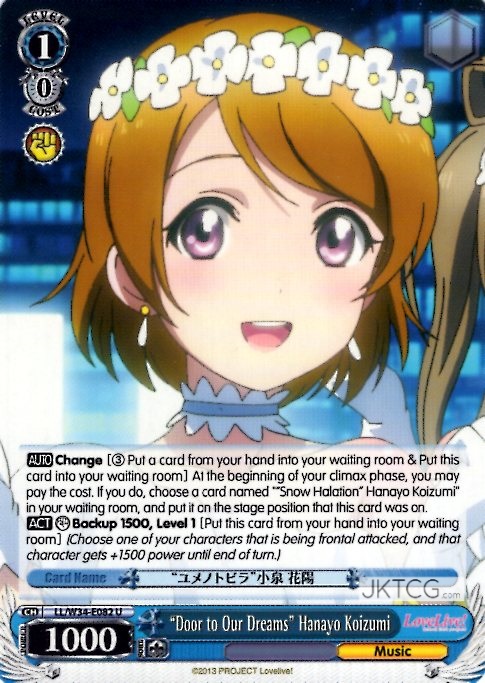 LEVEL
1
0
COST
AUTO Change [③ Put a card from your hand into your waiting room & Put this
card into your waiting room] At the beginning of your climax phase, you may
pay the cost. If you do, choose a card named ""Snow Halation" Hanayo Koizumi"
in your waiting room, and put it on the stage position that this card was on.
ACT Backup 1500, Level 1 [Put this card from your hand into your waiting
room] (Choose one of your characters that is being frontal attacked, and that
character gets +1500 power until end of turn.)
Card Name
"ユメノトビラ"小泉 花陽
JKTCG.com
CH
LL/W34-E082 U
POWER
1000
"Door to Our Dreams" Hanayo Koizumi
LoveLive!
Music
©2013 PROJECT Lovelive!